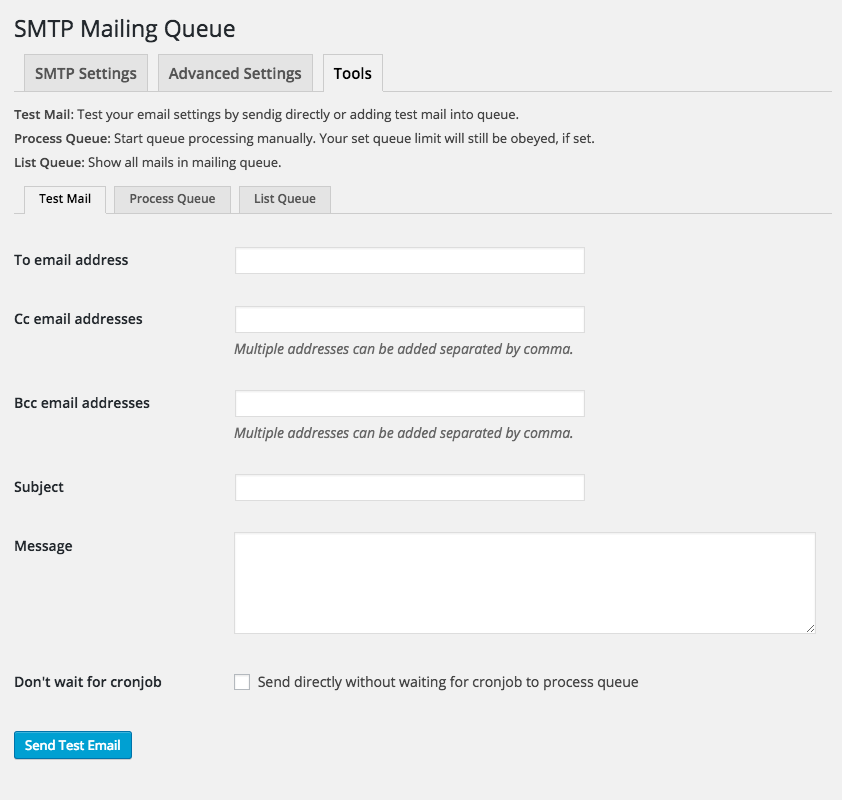 SMTP Mailing Queue
SMTP Settings Advanced Settings Tools
Test Mail: Test your email settings by sendig directly or adding test mail into queue.
Process Queue: Start queue processing manually. Your set queue limit will still be obeyed, if set.
List Queue: Show all mails in mailing queue.
Test Mail Process Queue List Queue
To email address
Cc email addresses
Multiple addresses can be added separated by comma.
Bcc email addresses
Multiple addresses can be added separated by comma.
Subject
Message
Don't wait for cronjob Send directly without waiting for cronjob to process queue
Send Test Email